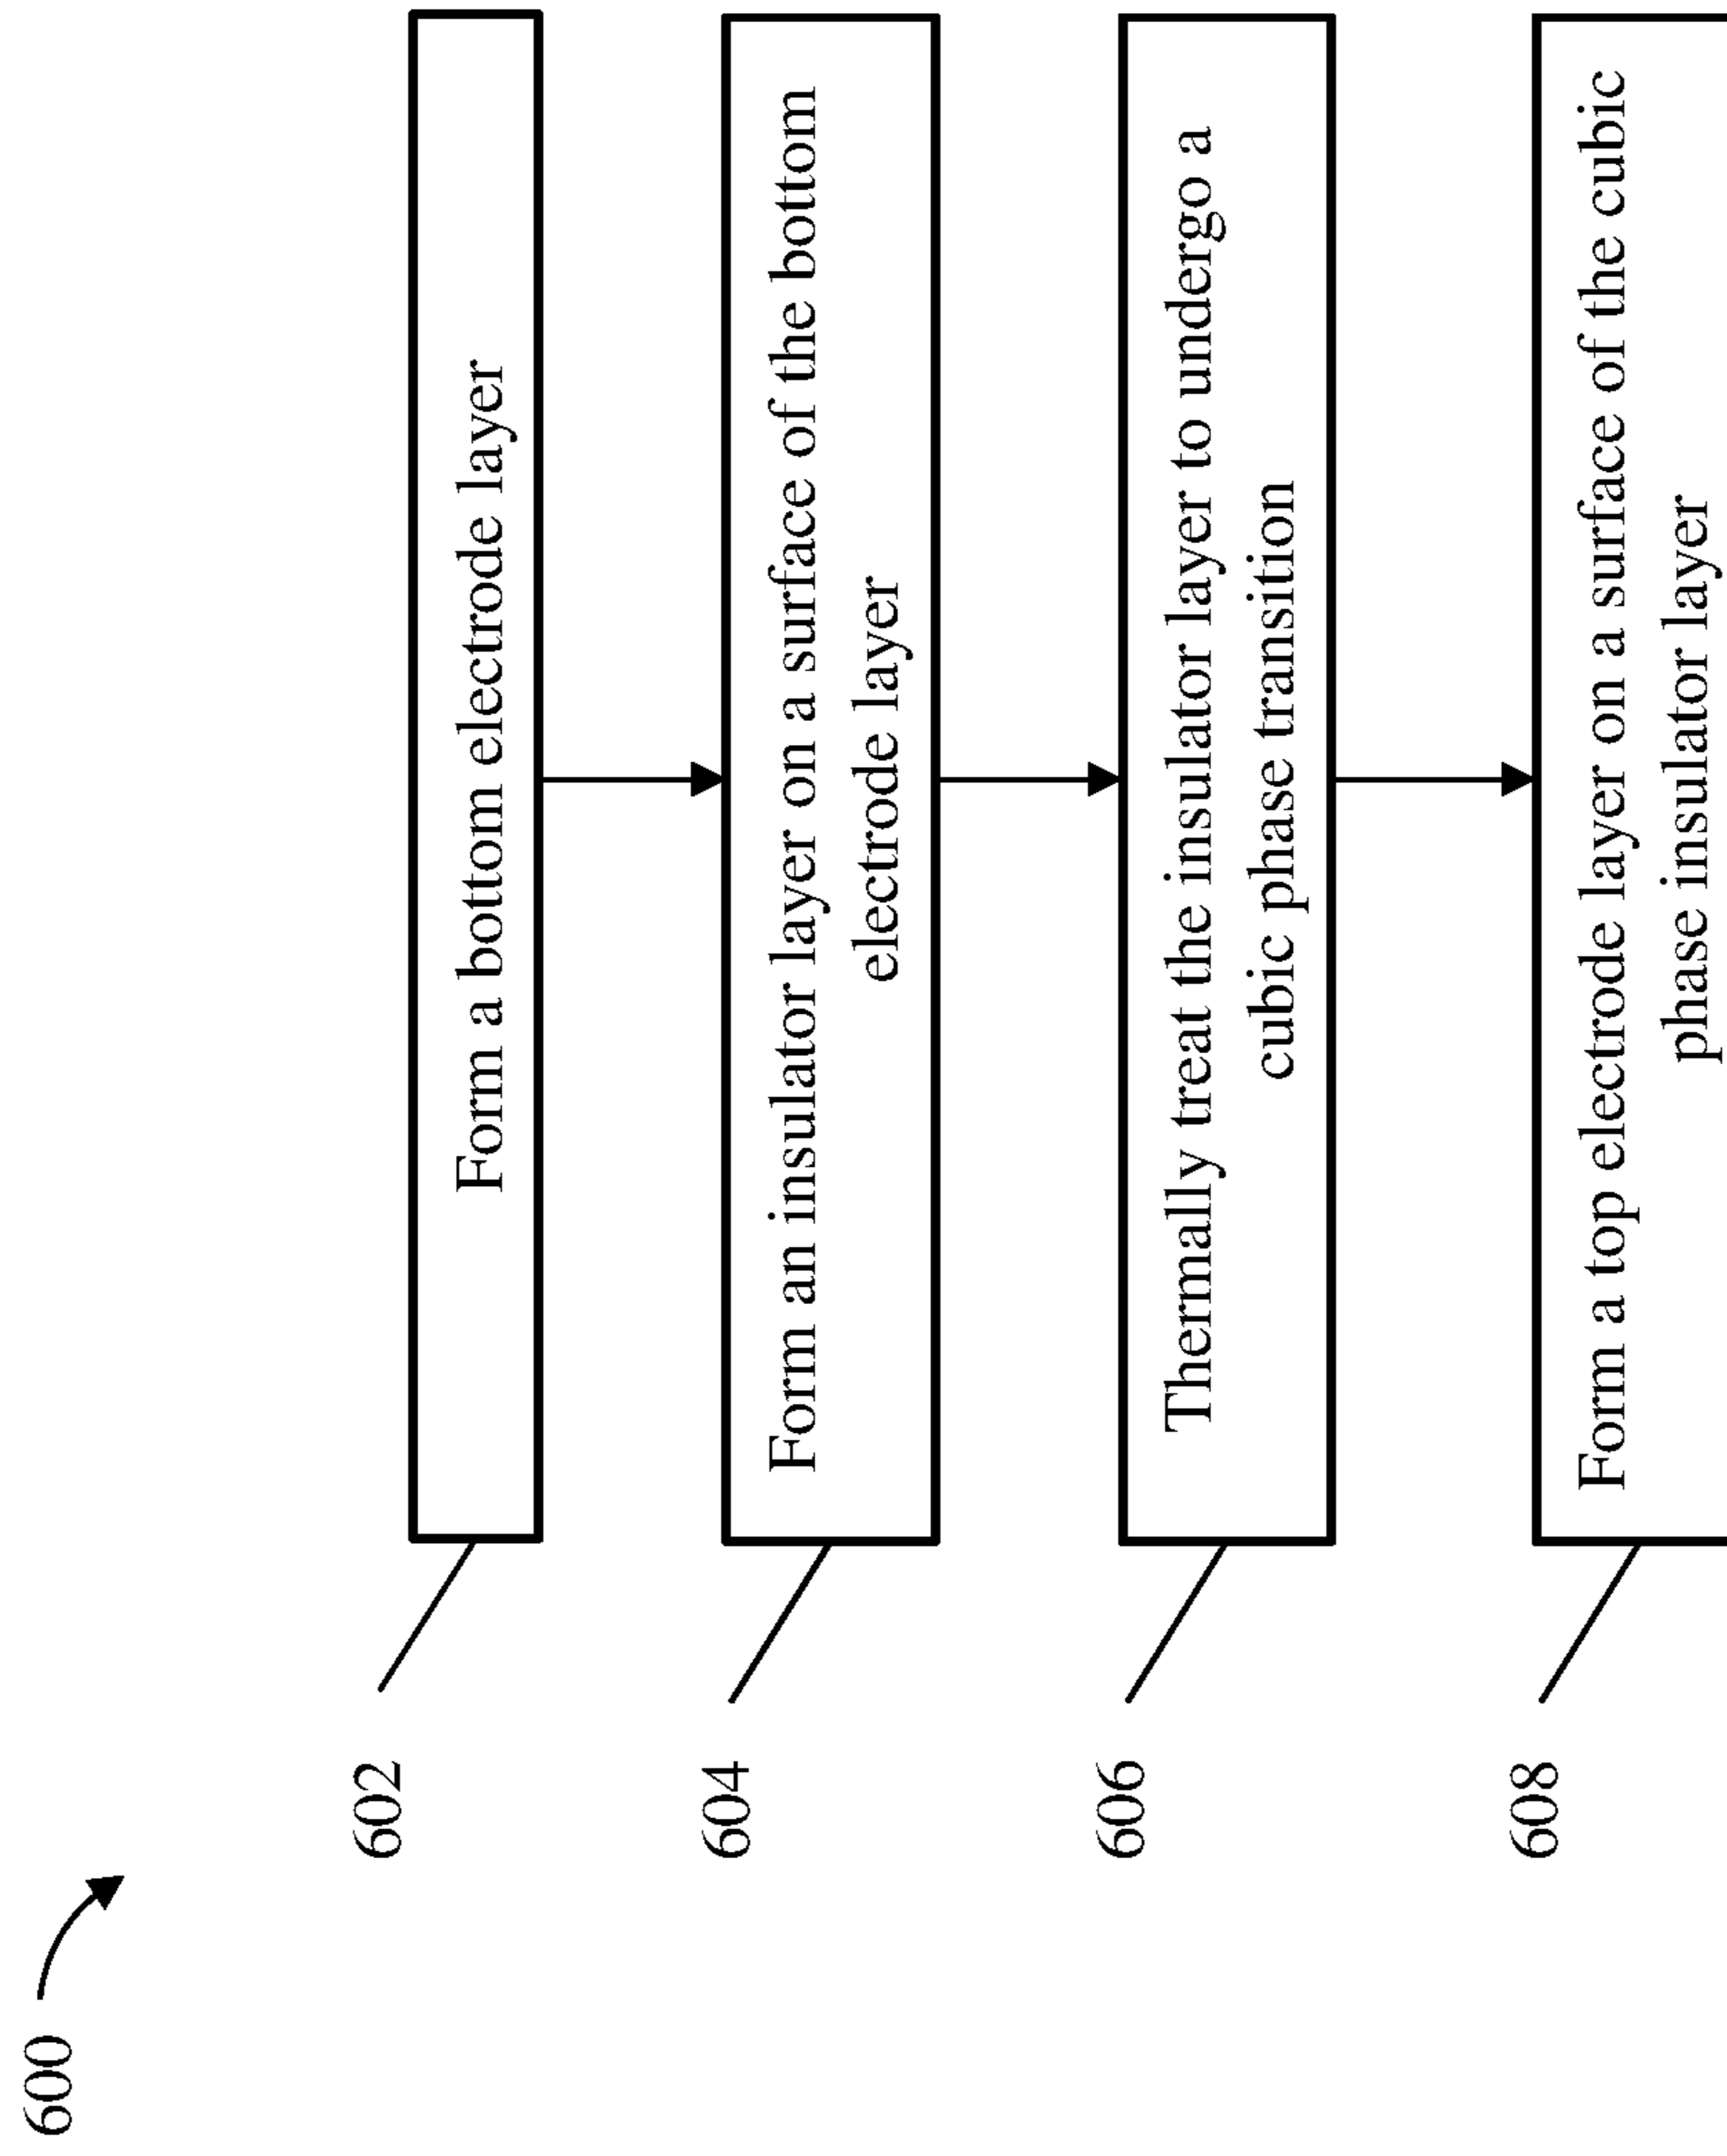 600
602
Form a bottom electrode layer
604
Form an insulator layer on a surface of the bottom
electrode layer
606
Thermally treat the insulator layer to undergo a
cubic phase transition
608
Form a top electrode layer on a surface of the cubic
phase insulator layer